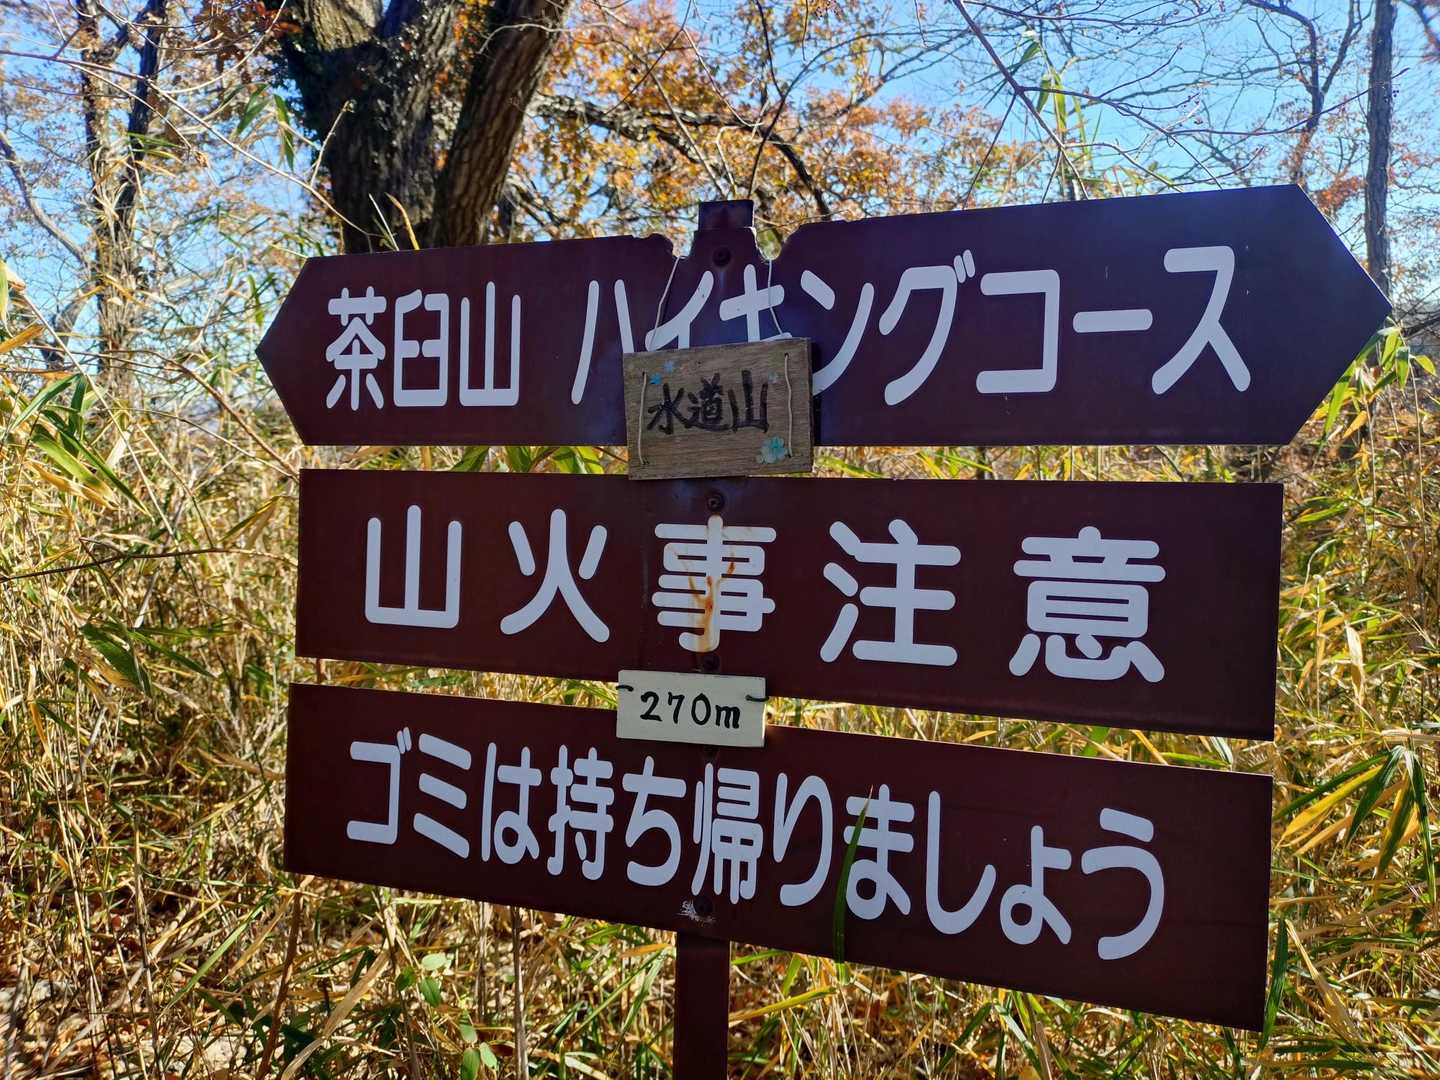 茶臼山 ハイキングコース
水道山
山火事注意
270m
ゴミは持ち帰りましょう